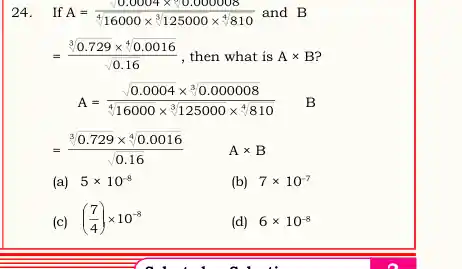 24. If A = √0.0004 × ∛0.000008 / ∜16000 × ∛125000 × ∜810 and B
= ∛0.729 × ∜0.0016 / √0.16 , then what is A × B?
A = √0.0004 × ∛0.000008 / ∜16000 × ∛125000 × ∜810 B
= ∛0.729 × ∜0.0016 / √0.16 A × B
(a) 5 × 10⁻⁸ (b) 7 × 10⁻⁷
(c) (7/4) × 10⁻⁸ (d) 6 × 10⁻⁸